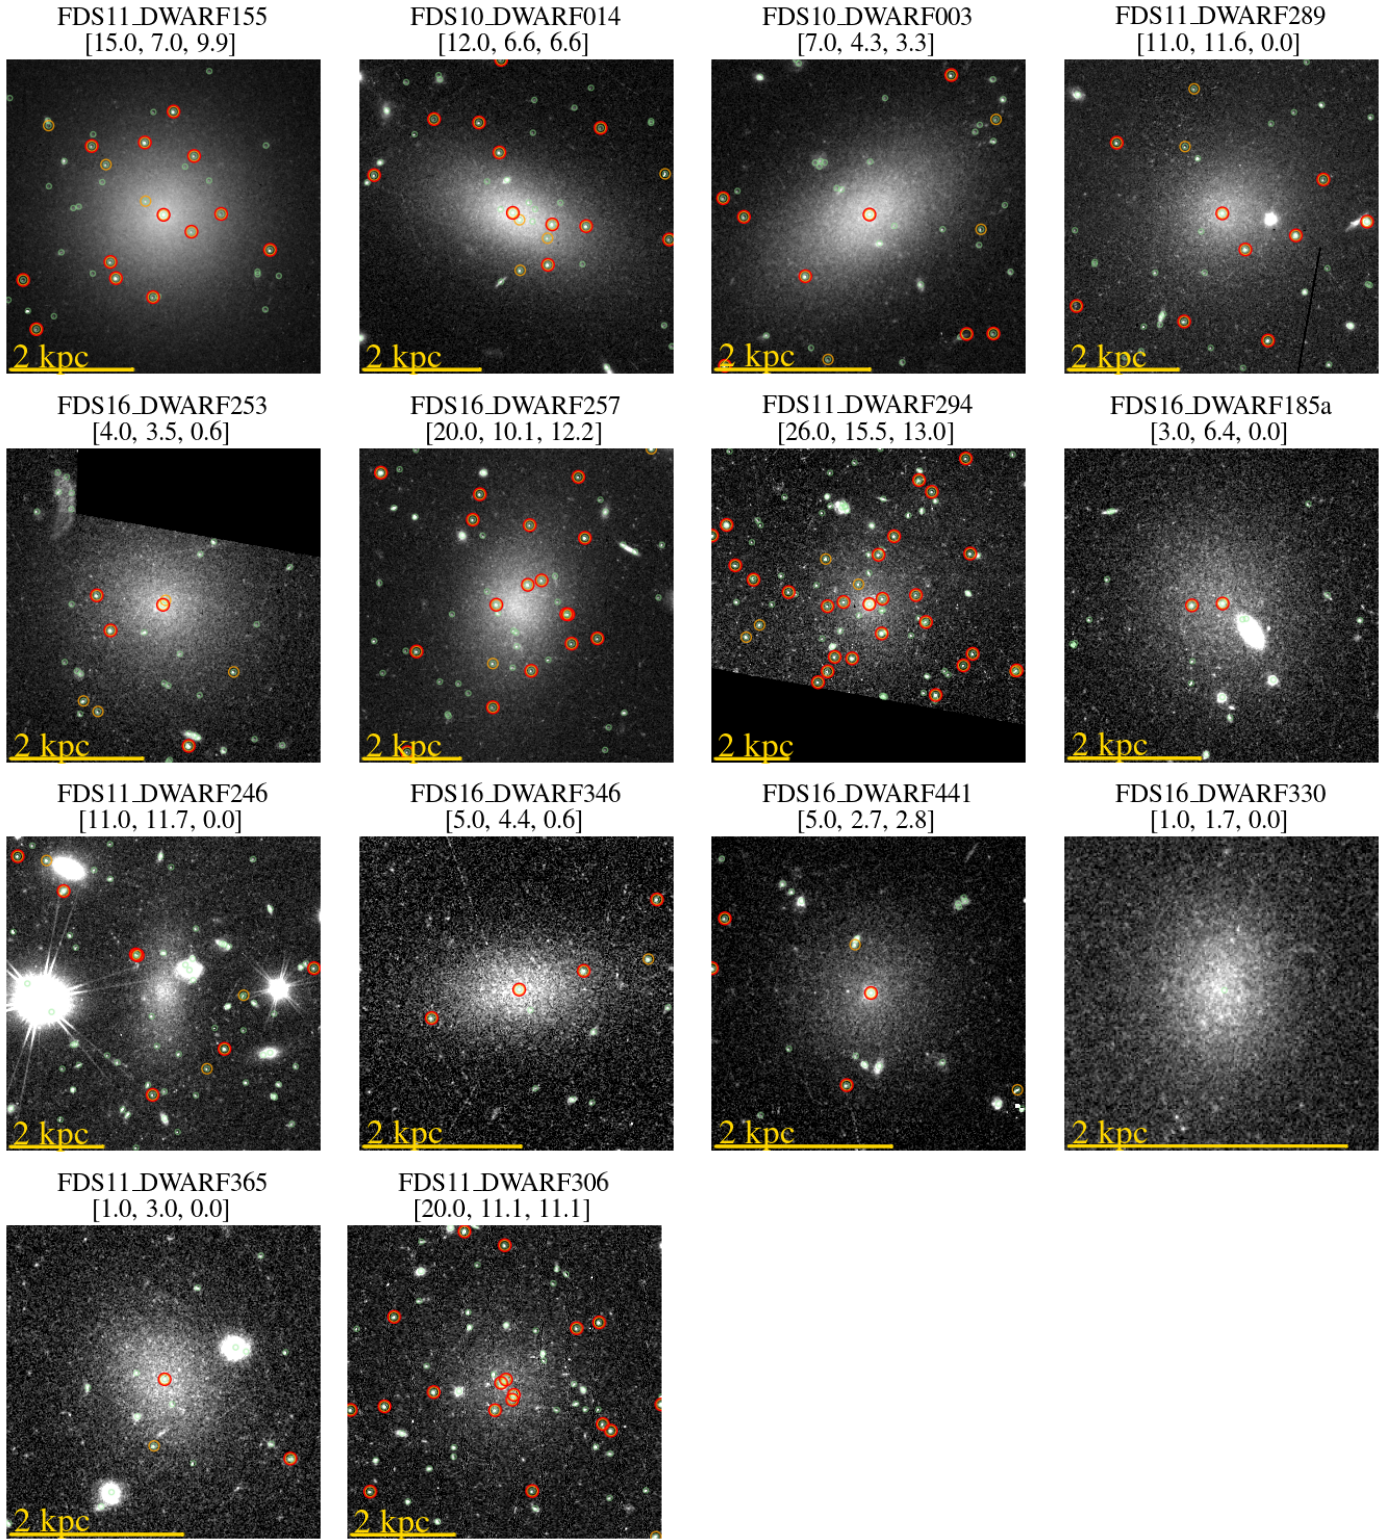 FDS11_DWARF155
[15.0, 7.0, 9.9]
2 kpc
FDS10_DWARF014
[12.0, 6.6, 6.6]
2 kpc
FDS10_DWARF003
[7.0, 4.3, 3.3]
2 kpc
FDS11_DWARF289
[11.0, 11.6, 0.0]
2 kpc
FDS16_DWARF253
[4.0, 3.5, 0.6]
2 kpc
FDS16_DWARF257
[20.0, 10.1, 12.2]
2 kpc
FDS11_DWARF294
[26.0, 15.5, 13.0]
2 kpc
FDS16_DWARF185a
[3.0, 6.4, 0.0]
2 kpc
FDS11_DWARF246
[11.0, 11.7, 0.0]
2 kpc
FDS16_DWARF346
[5.0, 4.4, 0.6]
2 kpc
FDS16_DWARF441
[5.0, 2.7, 2.8]
2 kpc
FDS16_DWARF330
[1.0, 1.7, 0.0]
2 kpc
FDS11_DWARF365
[1.0, 3.0, 0.0]
2 kpc
FDS11_DWARF306
[20.0, 11.1, 11.1]
2 kpc